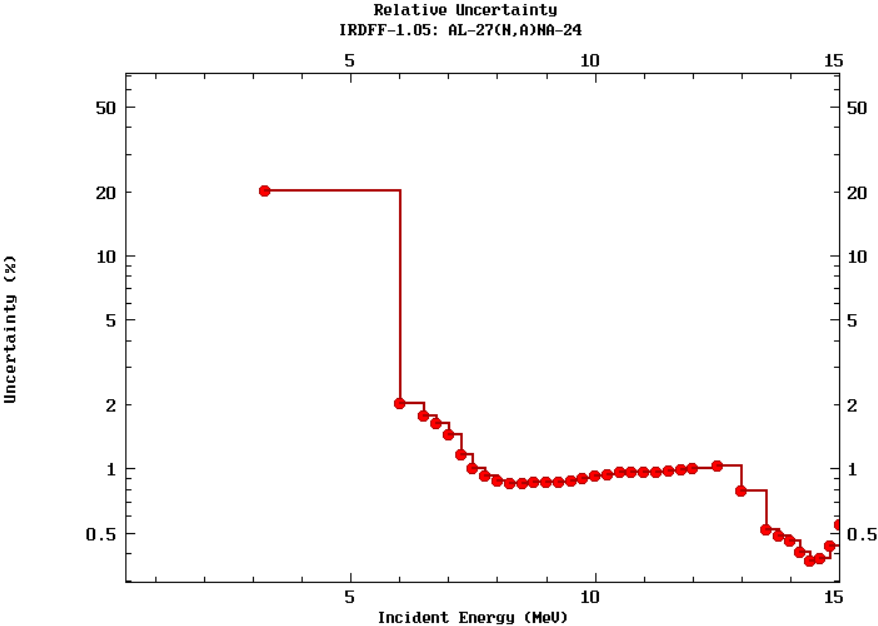 Relative Uncertainty
IRDFF-1.05: AL-27(N,A)NA-24
5 10 15
50 50
20 20
10 10
5 5
2 2
1 1
0.5 0.5
Uncertainty (%)
5 10 15
Incident Energy (MeV)